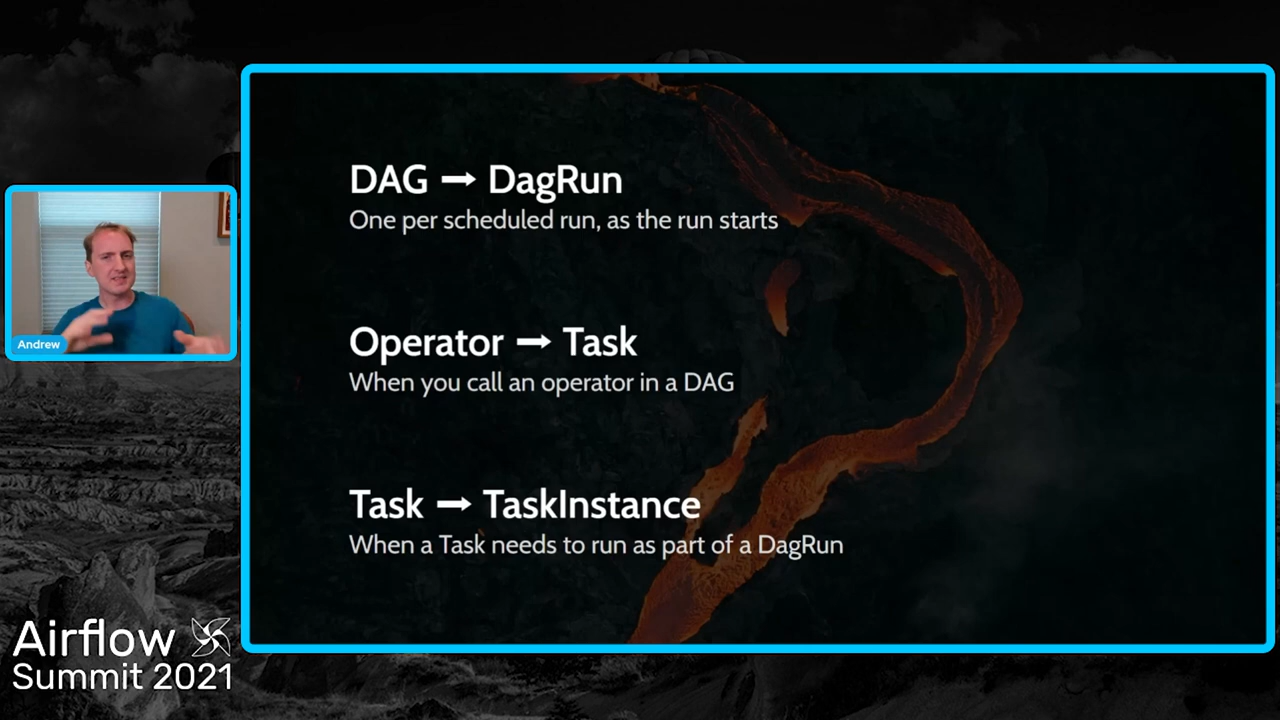 DAG → DagRun
One per scheduled run, as the run starts
Operator → Task
When you call an operator in a DAG
Task → TaskInstance
When a Task needs to run as part of a DagRun
Andrew
Airflow
Summit 2021